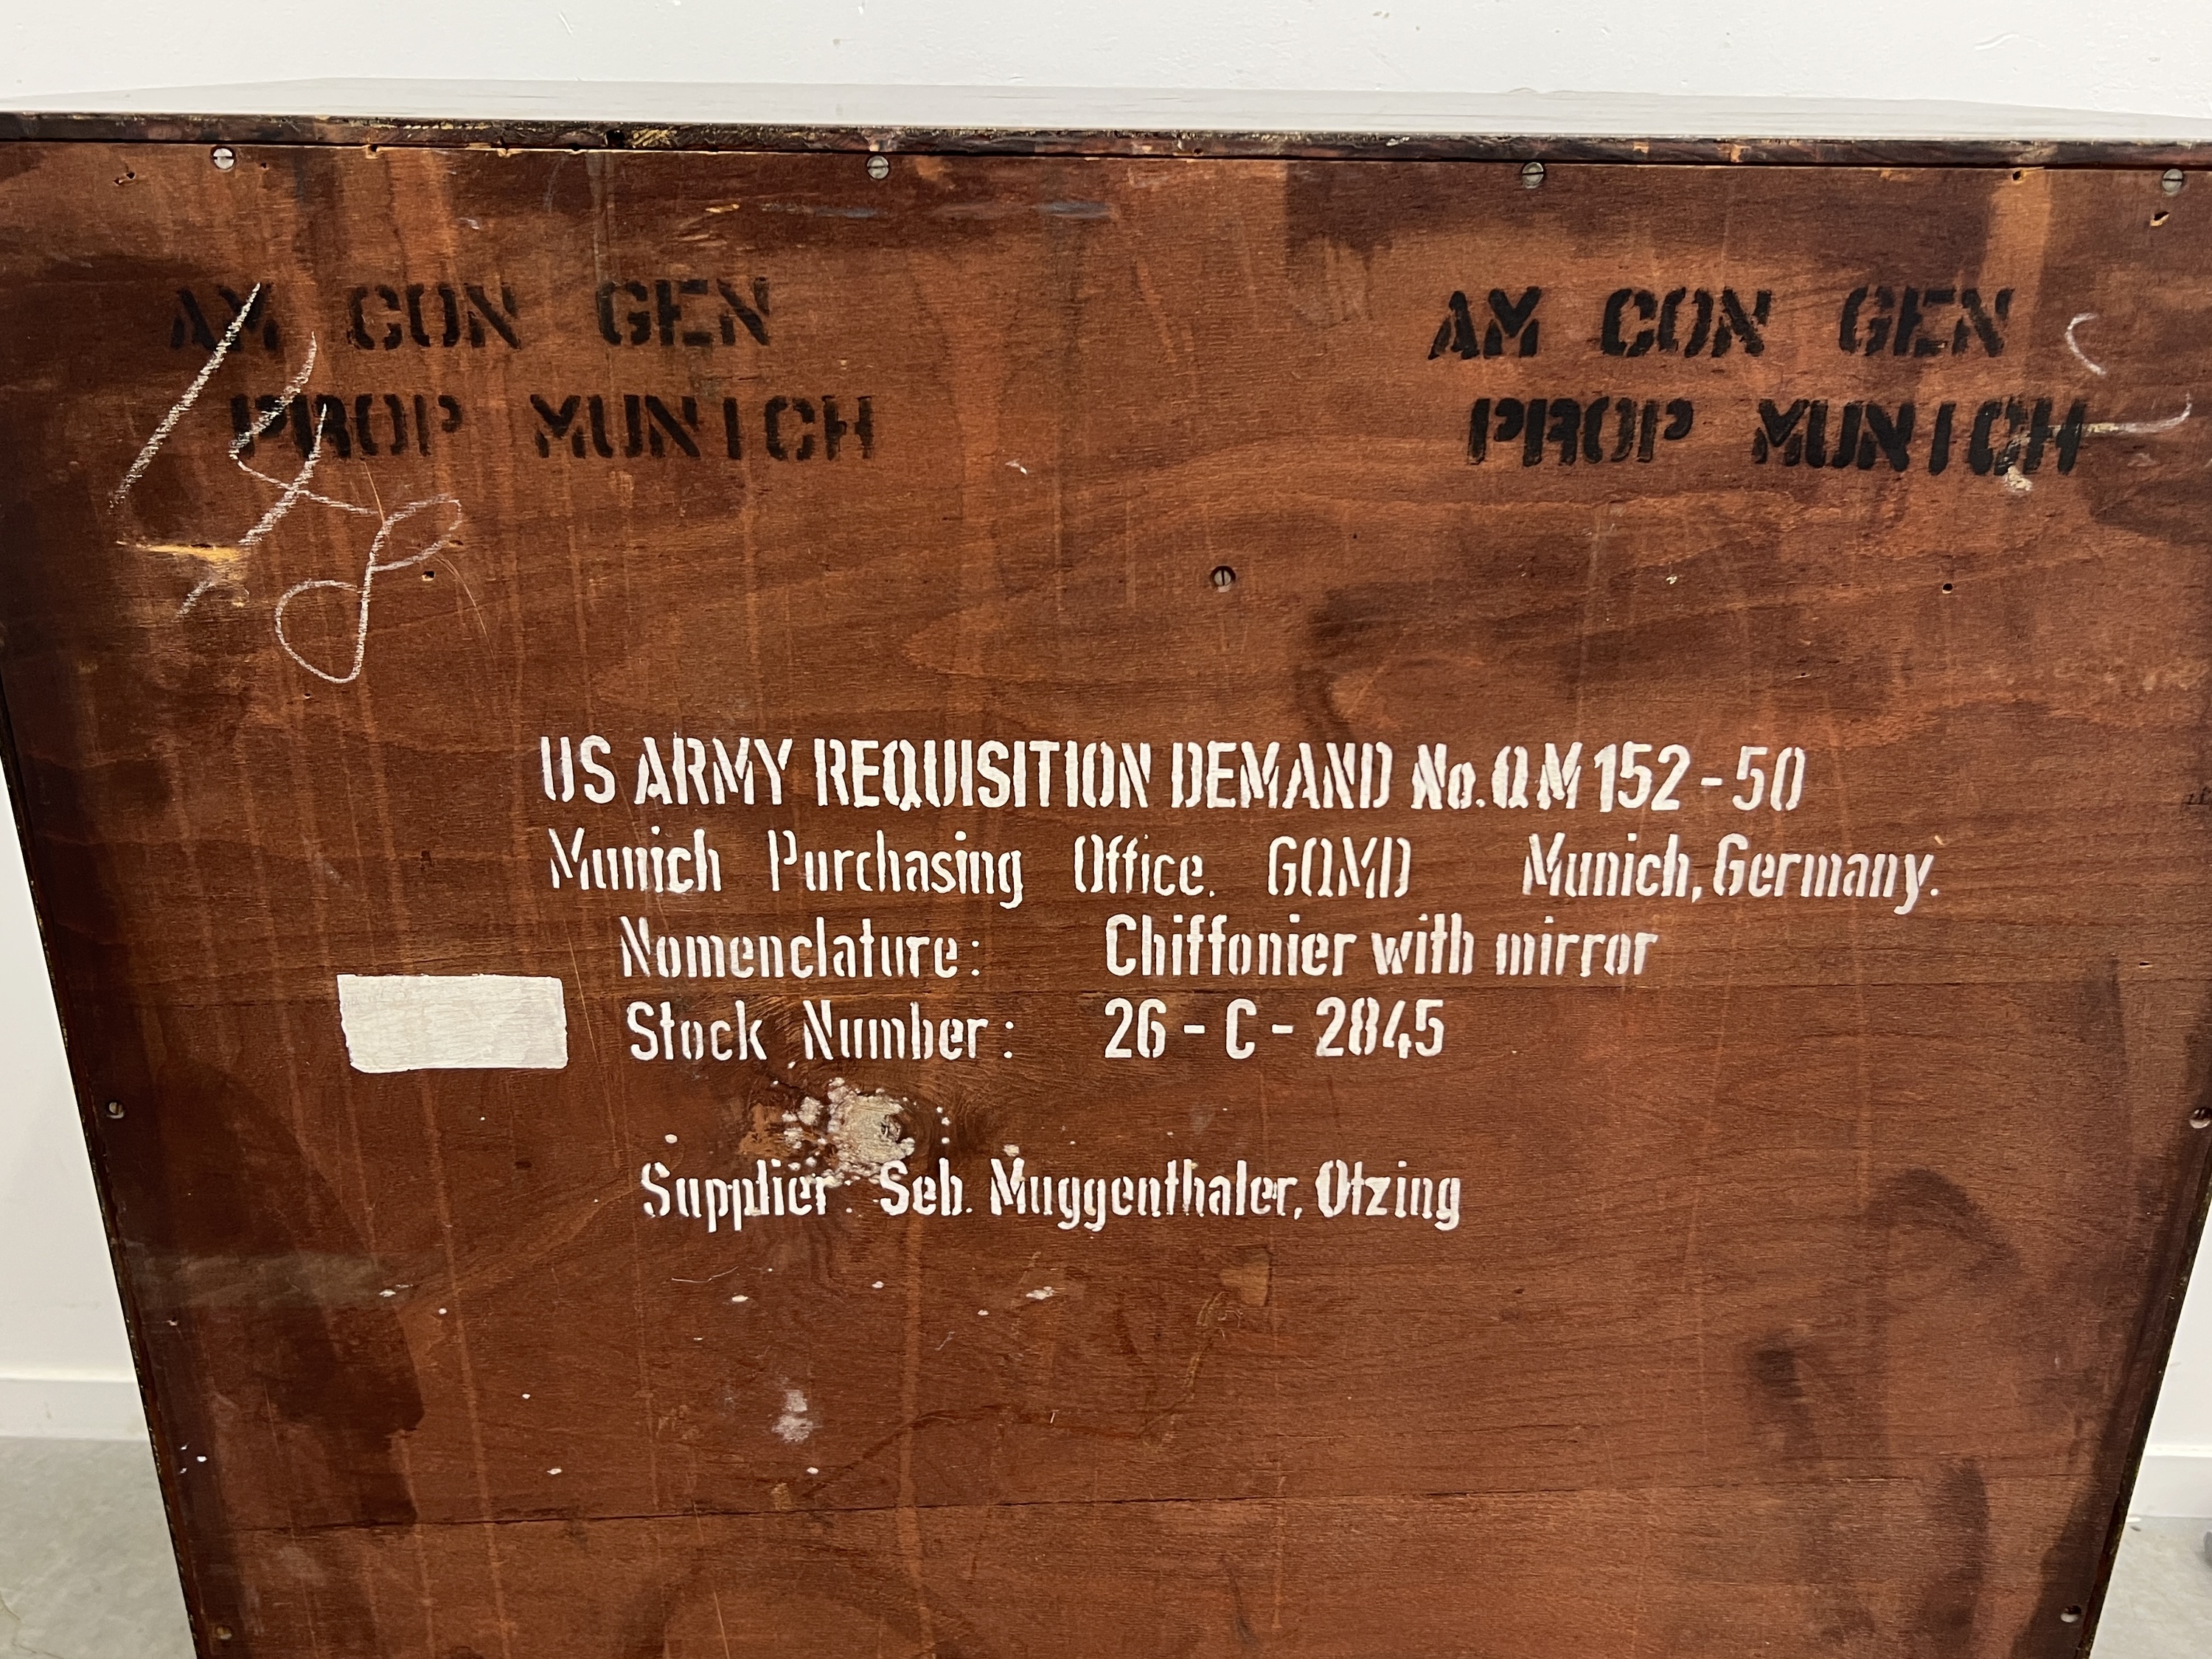 AM CON GEN
PROP MUNICH
AM CON GEN
PROP MUNICH
US ARMY REQUISITION DEMAND No. QM 152 - 50
Munich Purchasing Office. GQMD Munich, Germany.
Nomenclature: Chiffonier with mirror
Stock Number: 26 - C - 2845
Supplier. Seb. Muggenthaler, Otzing